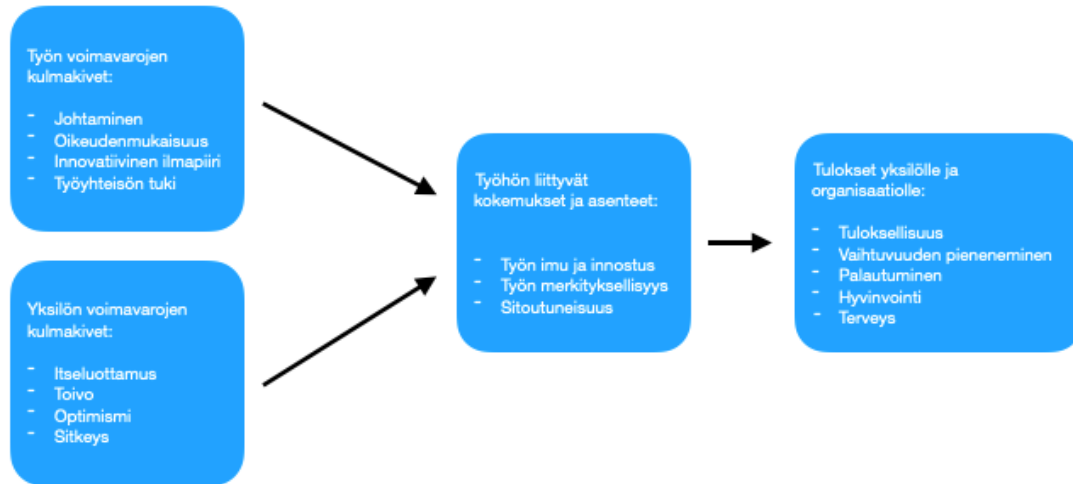 Työn voimavarojen
kulmakivet:
- Johtaminen
- Oikeudenmukaisuus
- Innovatiivinen ilmapiiri
- Työyhteisön tuki
Yksilön voimavarojen
kulmakivet:
- Itseluottamus
- Toivo
- Optimismi
- Sitkeys
Työhön liittyvät
kokemukset ja asenteet:
- Työn imu ja innostus
- Työn merkityksellisyys
- Sitoutuneisuus
Tulokset yksilölle ja
organisaatiolle:
- Tuloksellisuus
- Vaihtuvuuden pieneneminen
- Palautuminen
- Hyvinvointi
- Terveys